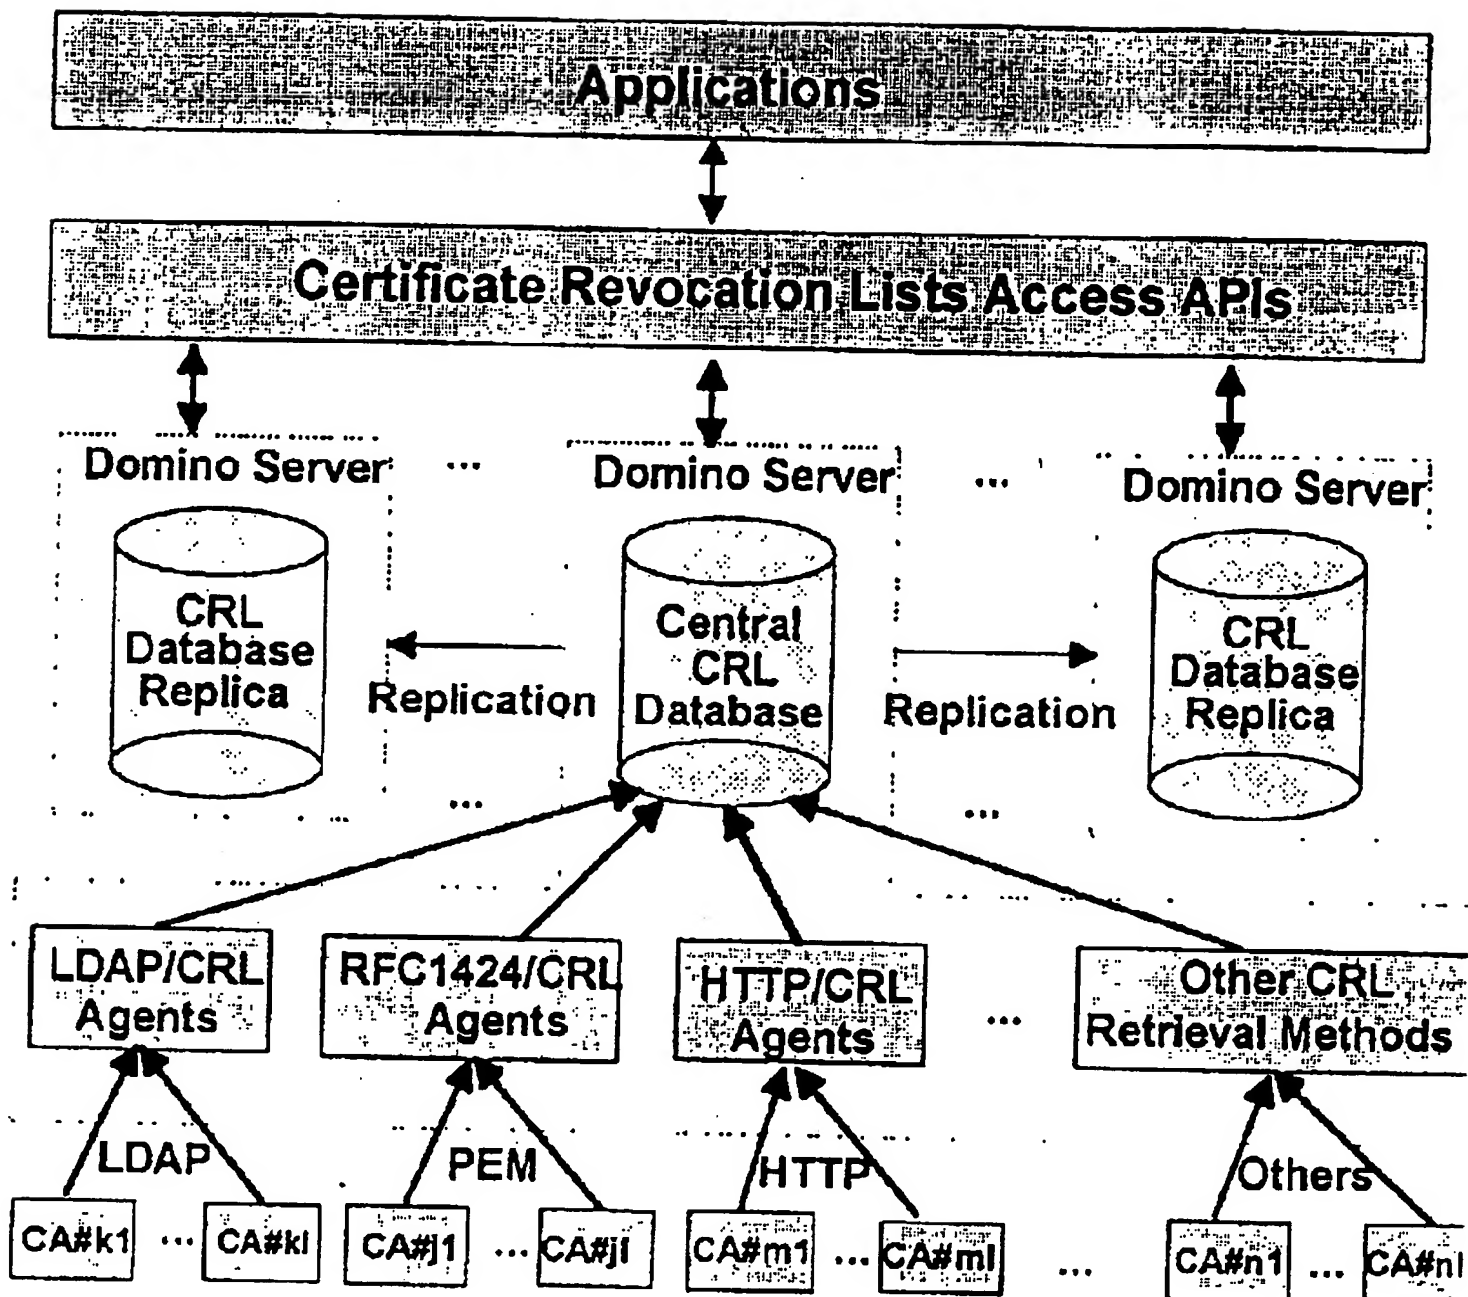 Applications
Certificate Revocation Lists Access APIs
Domino Server
...
Domino Server
...
Domino Server
CRL
Database
Replica
Replication
Central
CRL
Database
Replication
CRL
Database
Replica
...
...
LDAP/CRL
Agents
RFC1424/CRL
Agents
HTTP/CRL
Agents
...
Other CRL
Retrieval Methods
LDAP
PEM
HTTP
Others
CA#k1
...
CA#kl
CA#j1
...
CA#jl
CA#m1
...
CA#ml
...
CA#n1
...
CA#nl